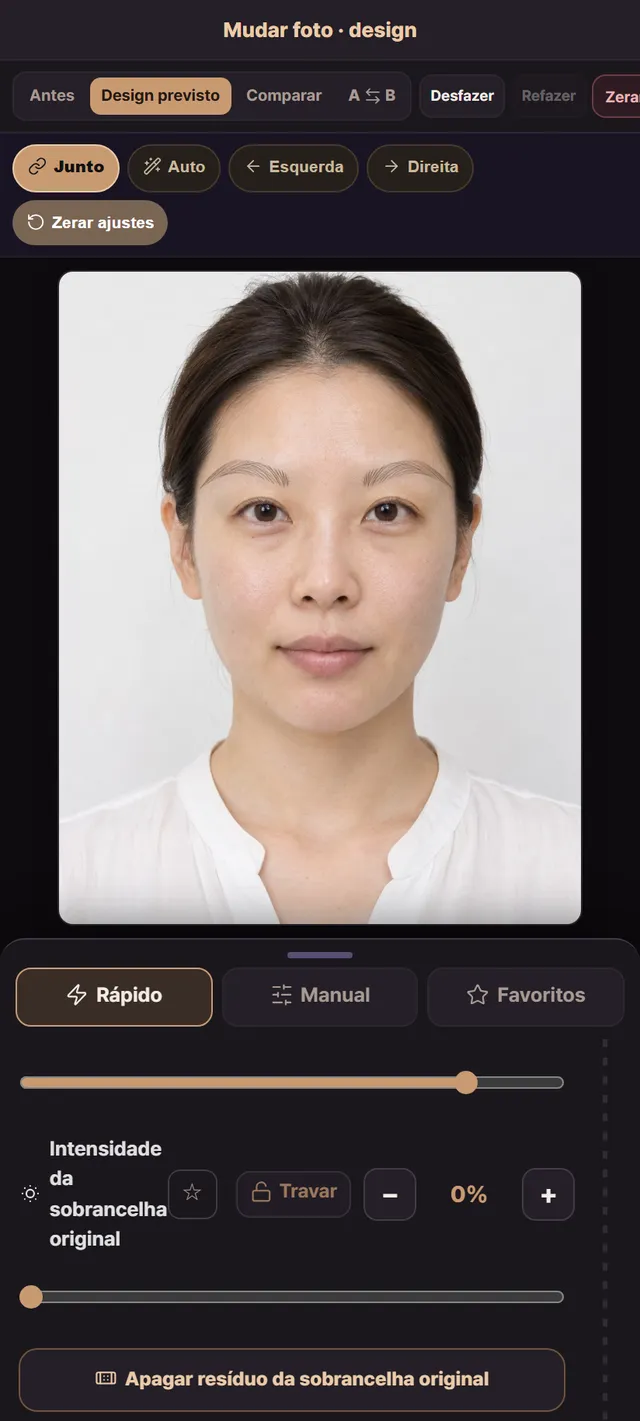 Mudar foto · design
Antes
Design previsto
Comparar
A ⇆ B
Desfazer
Refazer
Junto
Auto
Esquerda
Direita
Zerar ajustes
Rápido
Manual
Favoritos
Intensidade
da
sobrancelha
original
Travar
−
0%
+
Apagar resíduo da sobrancelha original